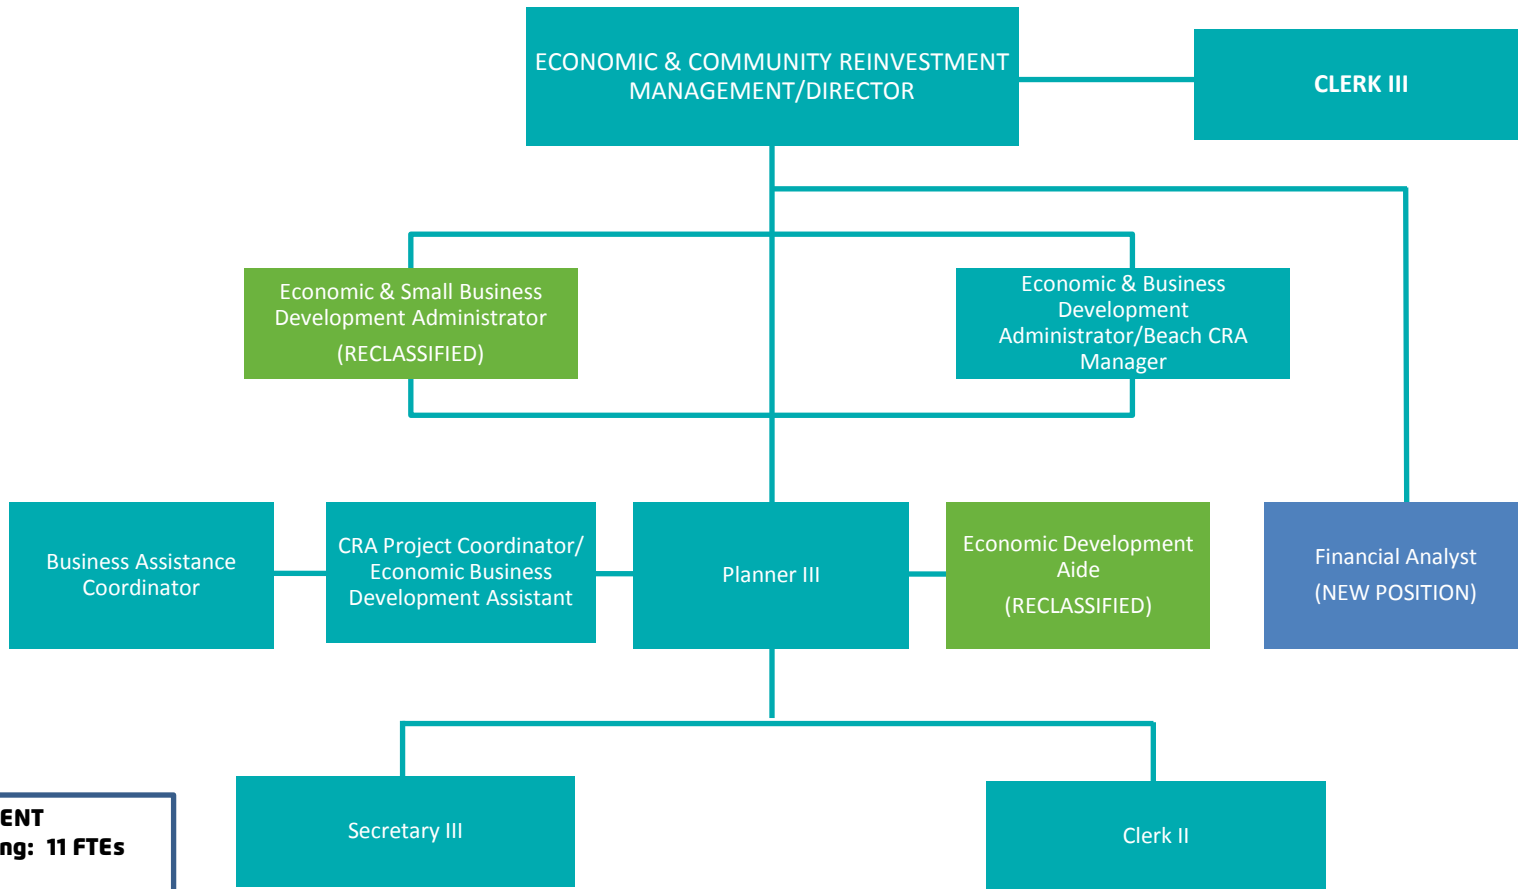 ECONOMIC & COMMUNITY REINVESTMENT
MANAGEMENT/DIRECTOR
CLERK III
Economic & Small Business
Development Administrator
(RECLASSIFIED)
Economic & Business
Development
Administrator/Beach CRA
Manager
Business Assistance
Coordinator
CRA Project Coordinator/
Economic Business
Development Assistant
Planner III
Economic Development
Aide
(RECLASSIFIED)
Financial Analyst
(NEW POSITION)
Secretary III
Clerk II
ENT
ng: 11 FTEs